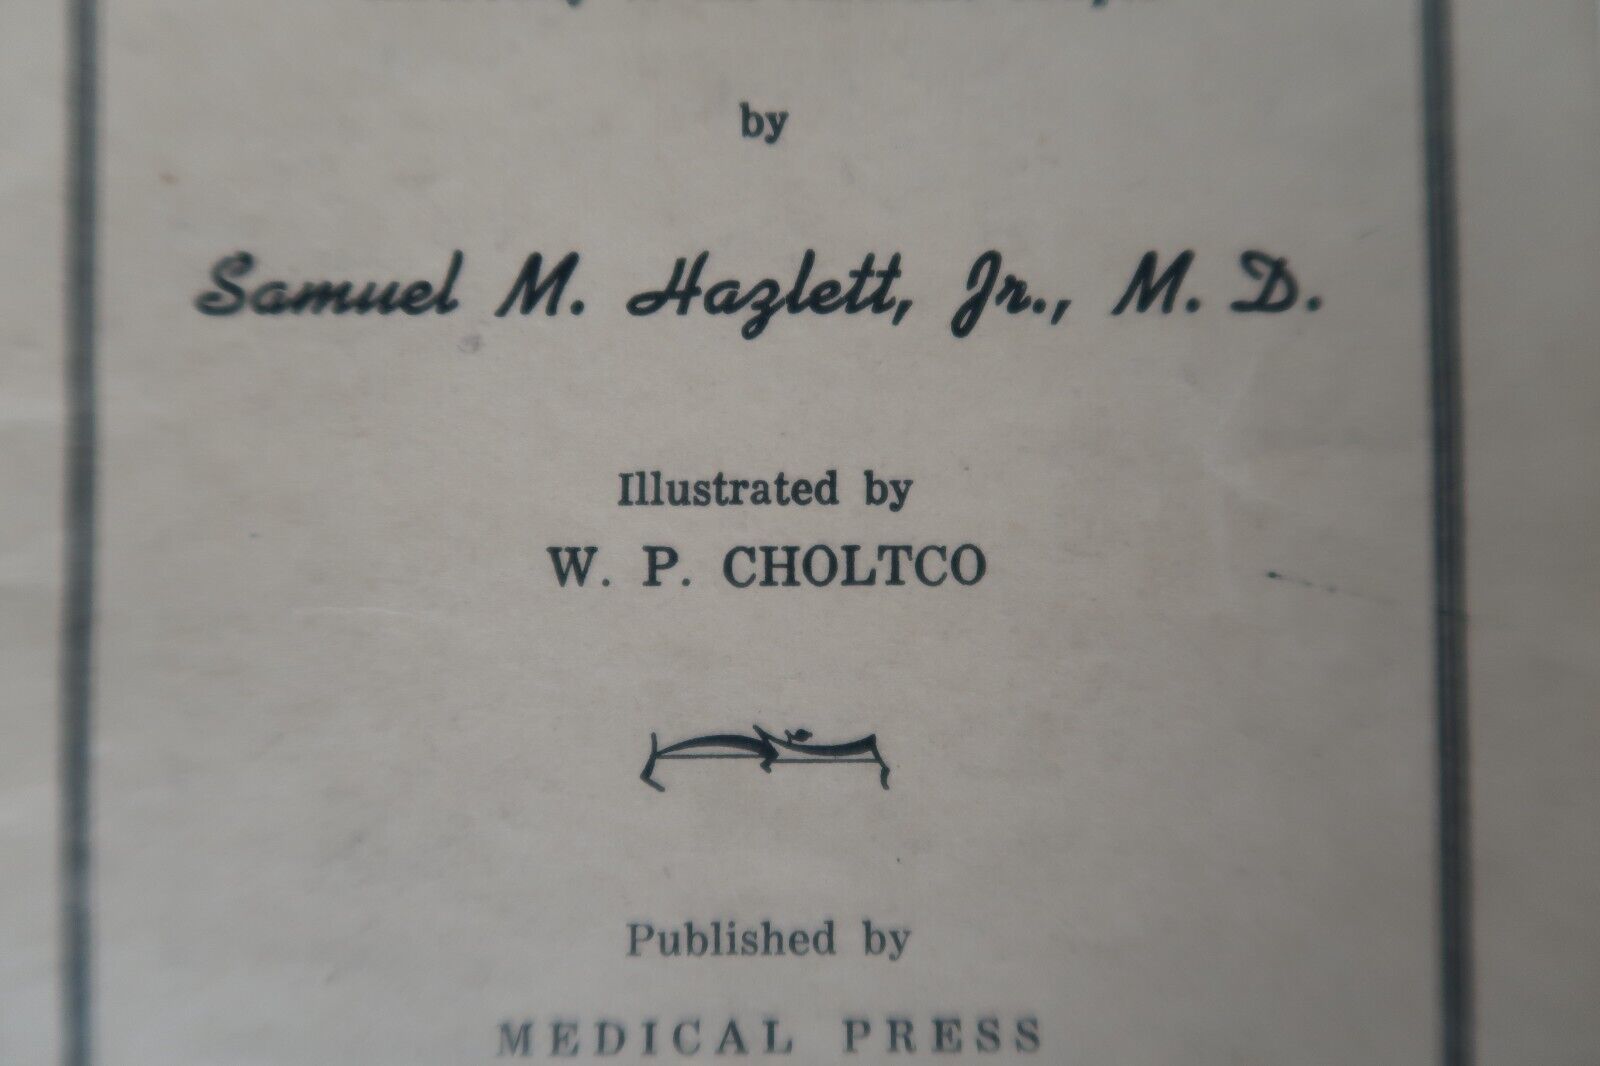 by
Samuel M. Hazlett, Jr., M. D.
Illustrated by
W. P. CHOLTCO
Published by
MEDICAL PRESS